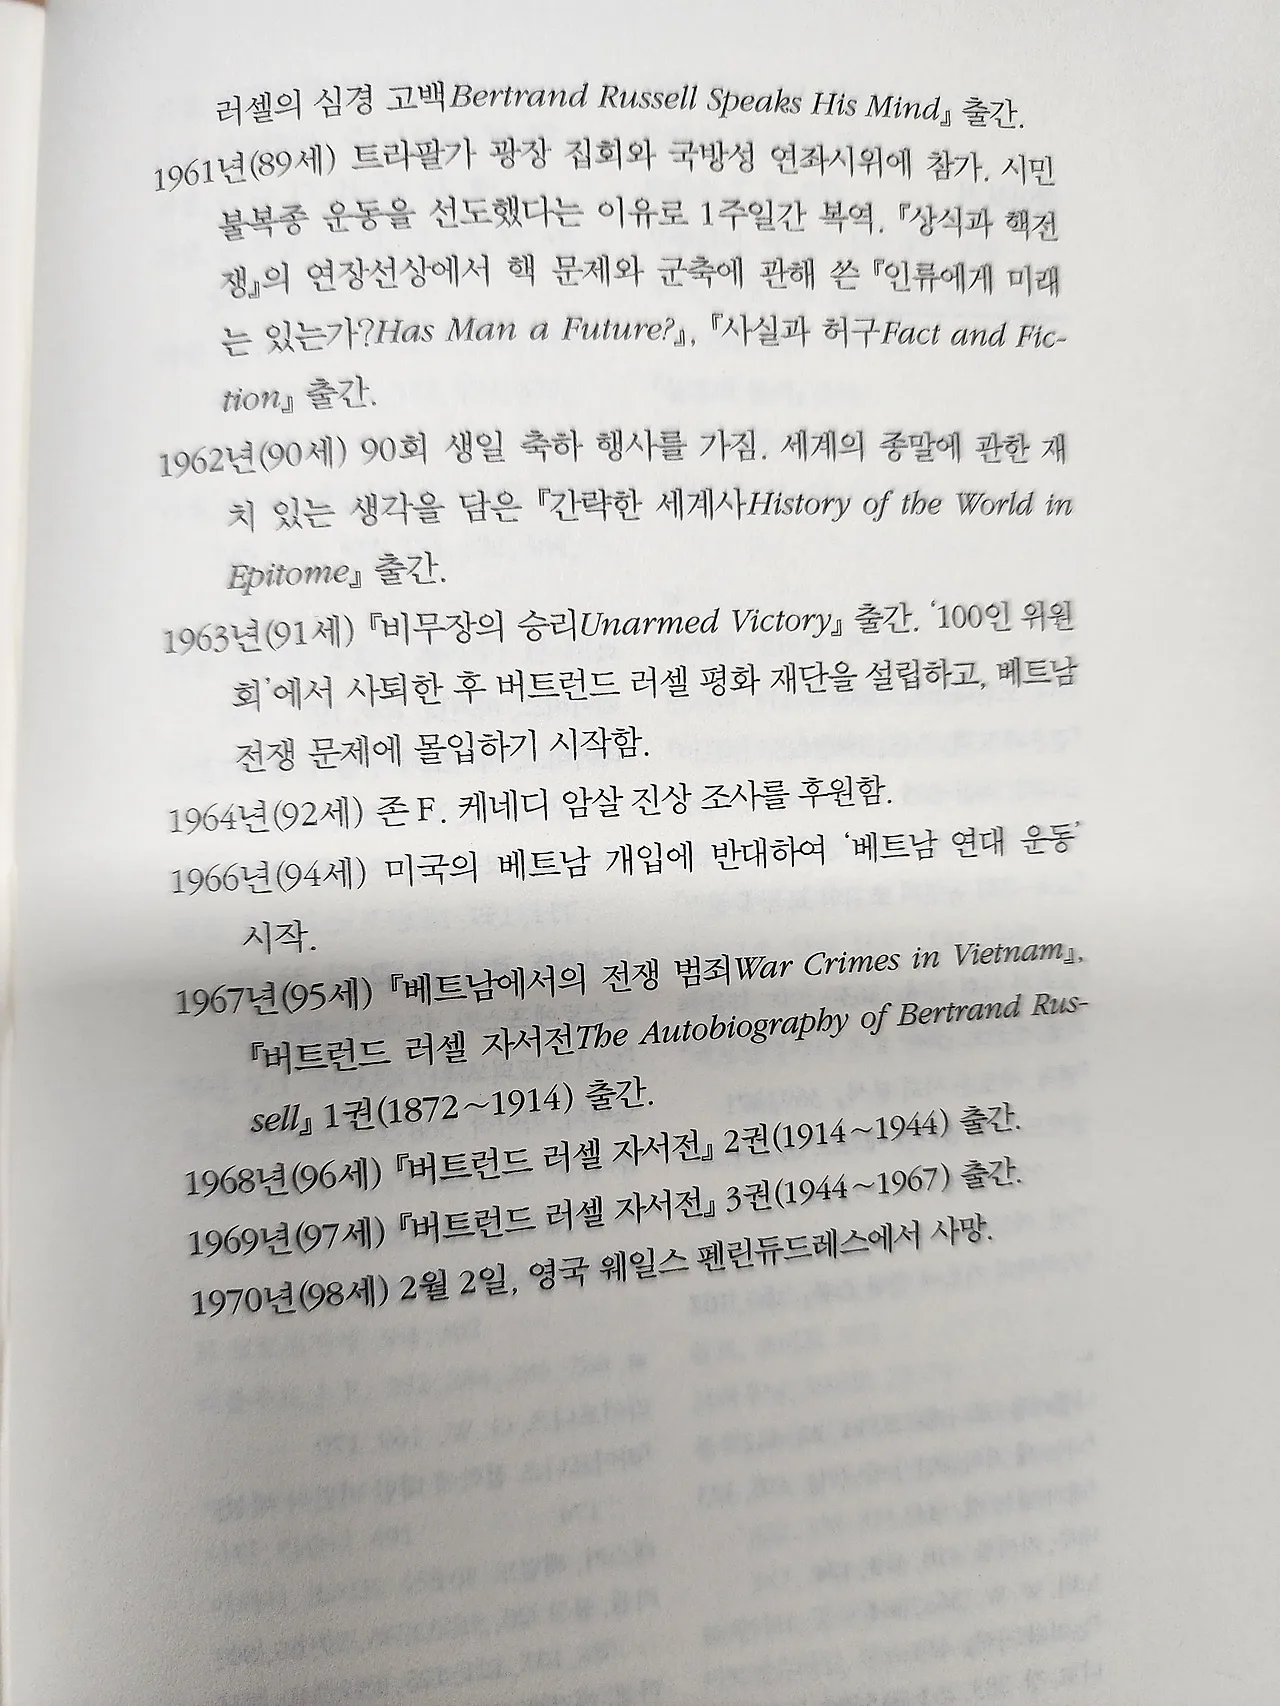 러셀의 심경 고백Bertrand Russell Speaks His Mind』 출간.
1961년(89세) 트라팔가 광장 집회와 국방성 연좌시위에 참가. 시민
불복종 운동을 선도했다는 이유로 1주일간 복역. 『상식과 핵전
쟁』의 연장선상에서 핵 문제와 군축에 관해 쓴 『인류에게 미래
는 있는가?Has Man a Future?』, 『사실과 허구Fact and Fic-
tion』 출간.
1962년(90세) 90회 생일 축하 행사를 가짐. 세계의 종말에 관한 재
치 있는 생각을 담은 『간략한 세계사History of the World in
Epitome』 출간.
1963년(91세) 『비무장의 승리Unarmed Victory』 출간. ‘100인 위원
회’에서 사퇴한 후 버트런드 러셀 평화 재단을 설립하고, 베트남
전쟁 문제에 몰입하기 시작함.
1964년(92세) 존 F. 케네디 암살 진상 조사를 후원함.
1966년(94세) 미국의 베트남 개입에 반대하여 ‘베트남 연대 운동’
시작.
1967년(95세) 『베트남에서의 전쟁 범죄War Crimes in Vietnam』,
『버트런드 러셀 자서전The Autobiography of Bertrand Rus-
sell』 1권(1872~1914) 출간.
1968년(96세) 『버트런드 러셀 자서전』 2권(1914~1944) 출간.
1969년(97세) 『버트런드 러셀 자서전』 3권(1944~1967) 출간.
1970년(98세) 2월 2일, 영국 웨일스 펜린듀드레스에서 사망.